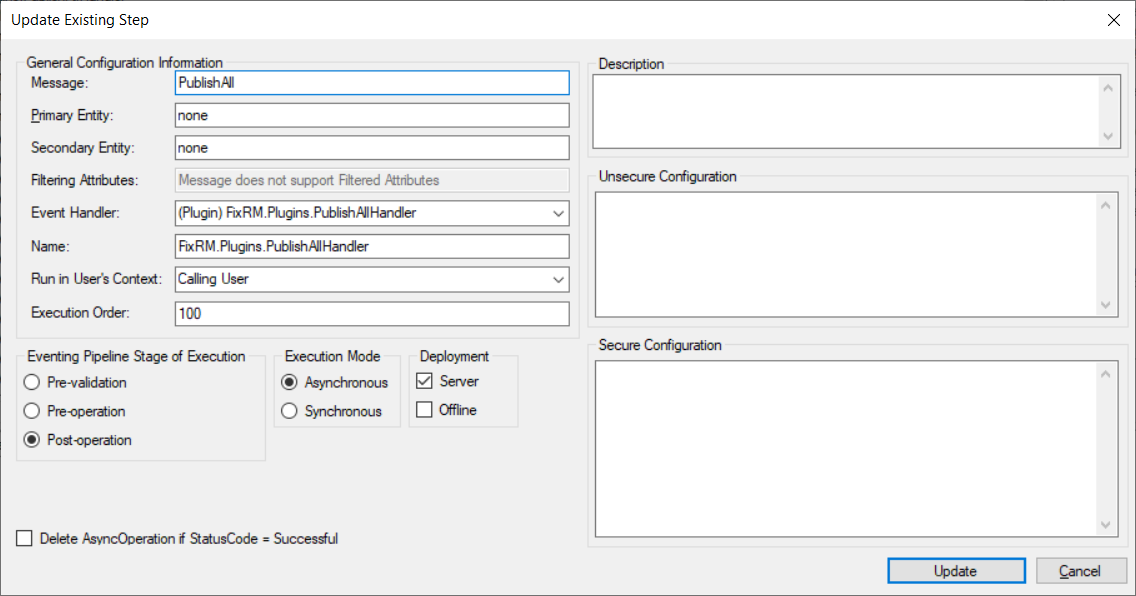 Update Existing Step
General Configuration Information
Message: PublishAll
Primary Entity: none
Secondary Entity: none
Filtering Attributes: Message does not support Filtered Attributes
Event Handler: (Plugin) FixRM.Plugins.PublishAllHandler
Name: FixRM.Plugins.PublishAllHandler
Run in User's Context: Calling User
Execution Order: 100
Eventing Pipeline Stage of Execution
Pre-validation
Pre-operation
Post-operation
Execution Mode
Asynchronous
Synchronous
Deployment
Server
Offline
Delete AsyncOperation if StatusCode = Successful
Description
Unsecure Configuration
Secure Configuration
Update
Cancel